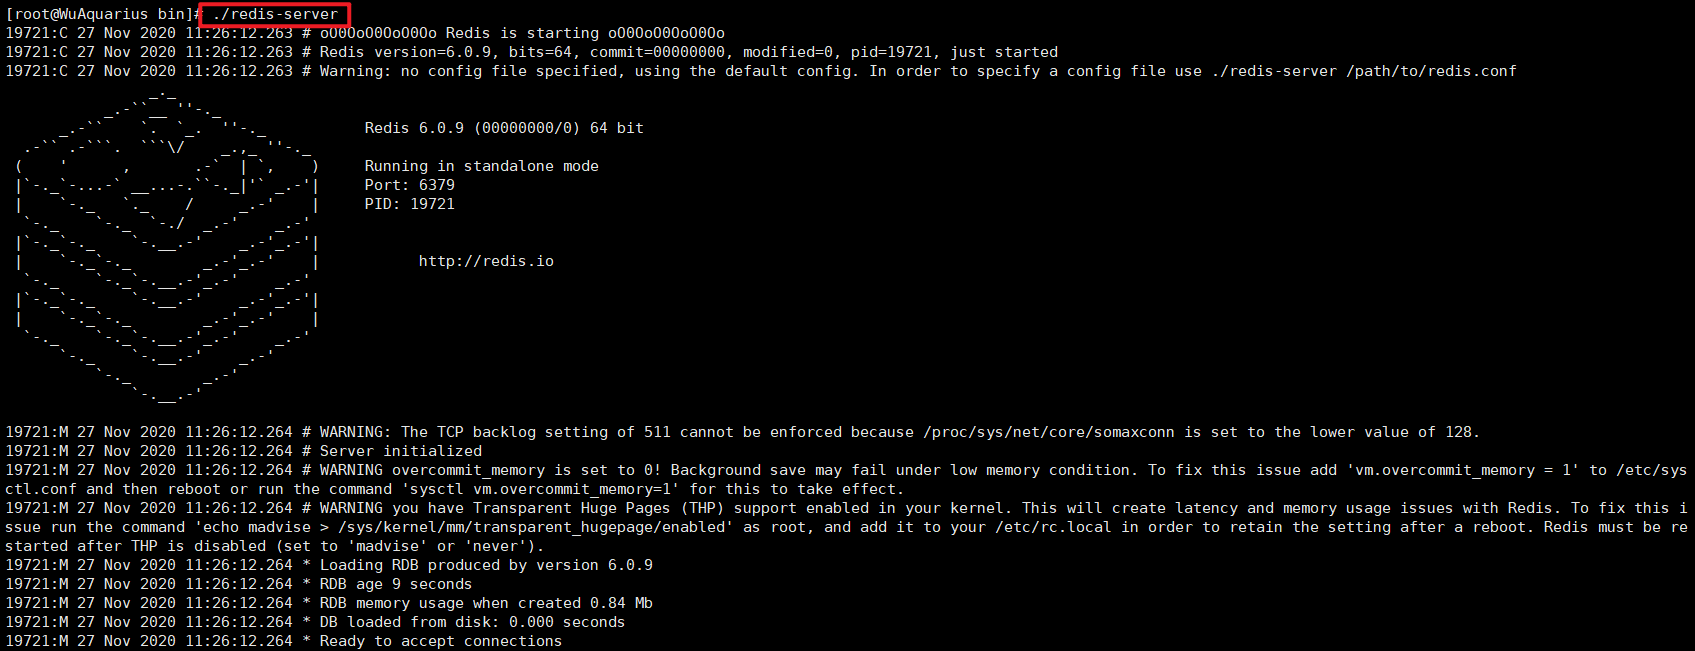 [root@WuAquarius bin]# ./redis-server
19721:C 27 Nov 2020 11:26:12.263 # oO0OoO0OoO0Oo Redis is starting oO0OoO0OoO0Oo
19721:C 27 Nov 2020 11:26:12.263 # Redis version=6.0.9, bits=64, commit=00000000, modified=0, pid=19721, just started
19721:C 27 Nov 2020 11:26:12.263 # Warning: no config file specified, using the default config. In order to specify a config file use ./redis-server /path/to/redis.conf
Redis 6.0.9 (00000000/0) 64 bit
Running in standalone mode
Port: 6379
PID: 19721
http://redis.io
19721:M 27 Nov 2020 11:26:12.264 # WARNING: The TCP backlog setting of 511 cannot be enforced because /proc/sys/net/core/somaxconn is set to the lower value of 128.
19721:M 27 Nov 2020 11:26:12.264 # Server initialized
19721:M 27 Nov 2020 11:26:12.264 # WARNING overcommit_memory is set to 0! Background save may fail under low memory condition. To fix this issue add 'vm.overcommit_memory = 1' to /etc/sys
ctl.conf and then reboot or run the command 'sysctl vm.overcommit_memory=1' for this to take effect.
19721:M 27 Nov 2020 11:26:12.264 # WARNING you have Transparent Huge Pages (THP) support enabled in your kernel. This will create latency and memory usage issues with Redis. To fix this i
ssue run the command 'echo madvise > /sys/kernel/mm/transparent_hugepage/enabled' as root, and add it to your /etc/rc.local in order to retain the setting after a reboot. Redis must be re
started after THP is disabled (set to 'madvise' or 'never').
19721:M 27 Nov 2020 11:26:12.264 * Loading RDB produced by version 6.0.9
19721:M 27 Nov 2020 11:26:12.264 * RDB age 9 seconds
19721:M 27 Nov 2020 11:26:12.264 * RDB memory usage when created 0.84 Mb
19721:M 27 Nov 2020 11:26:12.264 * DB loaded from disk: 0.000 seconds
19721:M 27 Nov 2020 11:26:12.264 * Ready to accept connections